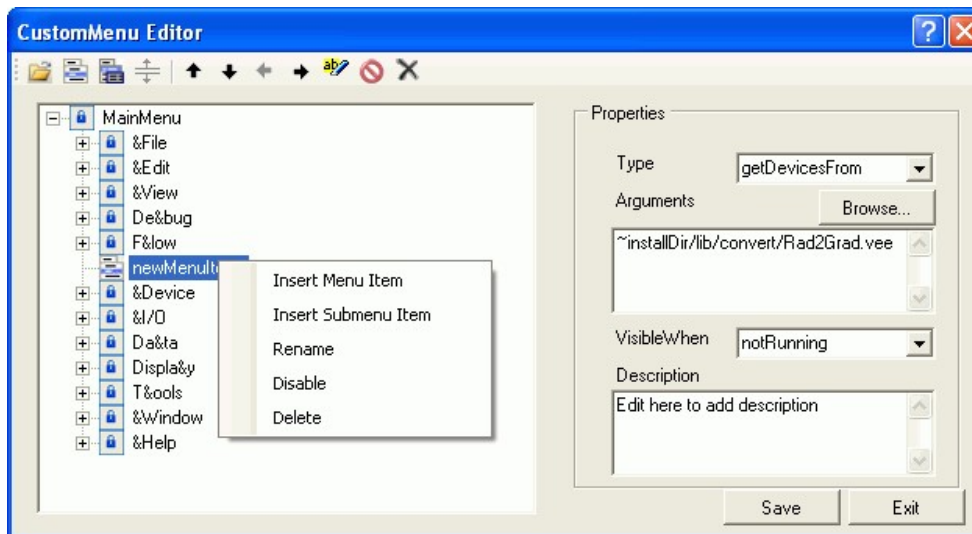 CustomMenu Editor
MainMenu
&File
&Edit
&View
De&bug
F&low
newMenuIt
&Device
&I/O
Da&ta
Displa&y
T&ools
&Window
&Help
Insert Menu Item
Insert Submenu Item
Rename
Disable
Delete
Properties
Type
getDevicesFrom
Arguments
Browse...
~installDir/lib/convert/Rad2Grad.vee
VisibleWhen
notRunning
Description
Edit here to add description
Save
Exit